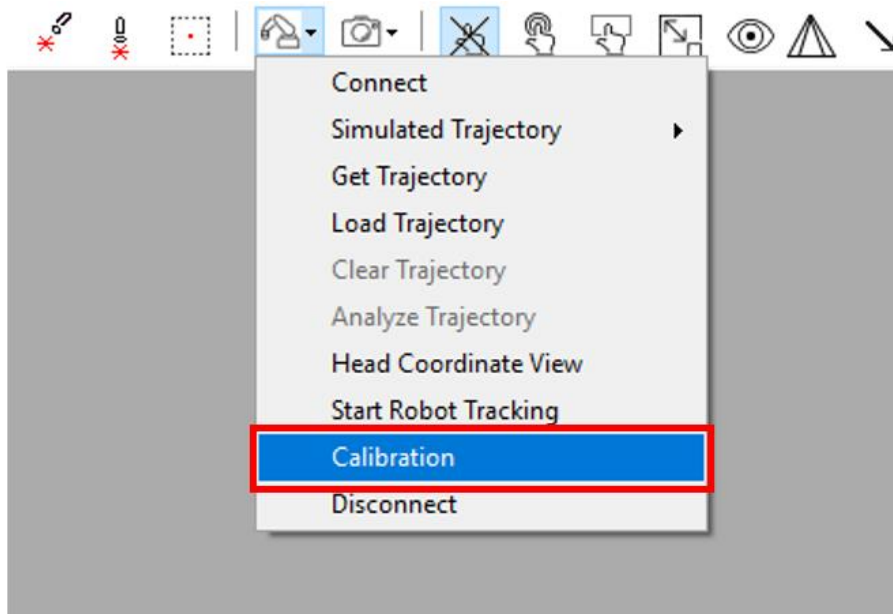 Connect
Simulated Trajectory
Get Trajectory
Load Trajectory
Clear Trajectory
Analyze Trajectory
Head Coordinate View
Start Robot Tracking
Calibration
Disconnect